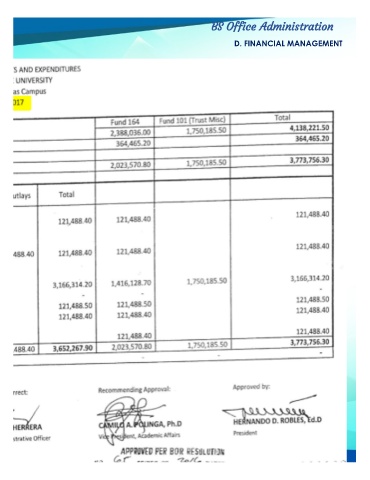 BS Office Administration
D. FINANCIAL MANAGEMENT
S AND EXPENDITURES
UNIVERSITY
as Campus
017
Fund 164 Fund 101 (Trust Misc) Total
2,388,036.00 1,750,185.50 4,138,221.50
364,465.20 364,465.20
2,023,570.80 1,750,185.50 3,773,756.30
utlays Total
121,488.40 121,488.40 121,488.40
488.40 121,488.40 121,488.40 121,488.40
3,166,314.20 1,416,128.70 1,750,185.50 3,166,314.20
- - -
121,488.50 121,488.50 121,488.50
121,488.40 121,488.40 121,488.40
121,488.40 121,488.40
488.40 3,652,267.90 2,023,570.80 1,750,185.50 3,773,756.30
- - -
rrect: Recommending Approval: Approved by:
HERRERA CAMILO A. POLINGA, Ph.D HERNANDO D. ROBLES, Ed.D
strative Officer Vice President, Academic Affairs President
APPROVED PER BOR RESOLUTION